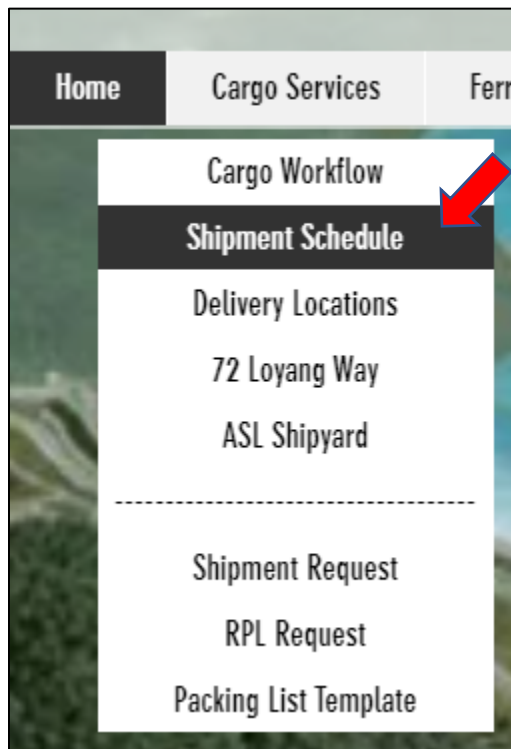 Home Cargo Services
Cargo Workflow
Shipment Schedule
Delivery Locations
72 Loyang Way
ASL Shipyard
------------------------------------
Shipment Request
RPL Request
Packing List Template